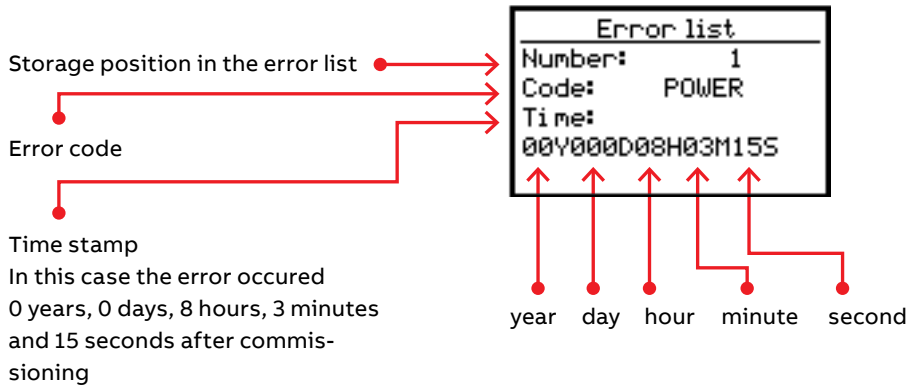 Storage position in the error list
Error code
Time stamp
In this case the error occured
0 years, 0 days, 8 hours, 3 minutes
and 15 seconds after commis-
sioning
Error list
Number: 1
Code: POWER
Time:
00Y000D08H03M15S
year day hour minute second